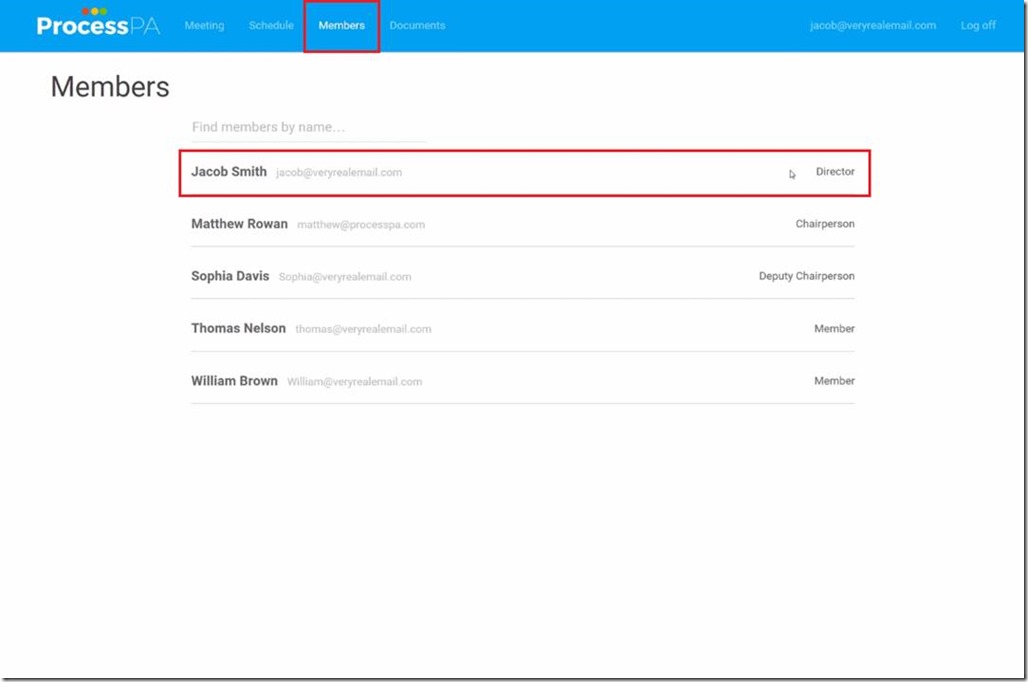 ProcessPA Meeting Schedule Members Documents jacob@veryrealemail.com Log off
Members
Find members by name...
Jacob Smith jacob@veryrealemail.com Director
Matthew Rowan matthew@processpa.com Chairperson
Sophia Davis Sophia@veryrealemail.com Deputy Chairperson
Thomas Nelson thomas@veryrealemail.com Member
William Brown William@veryrealemail.com Member